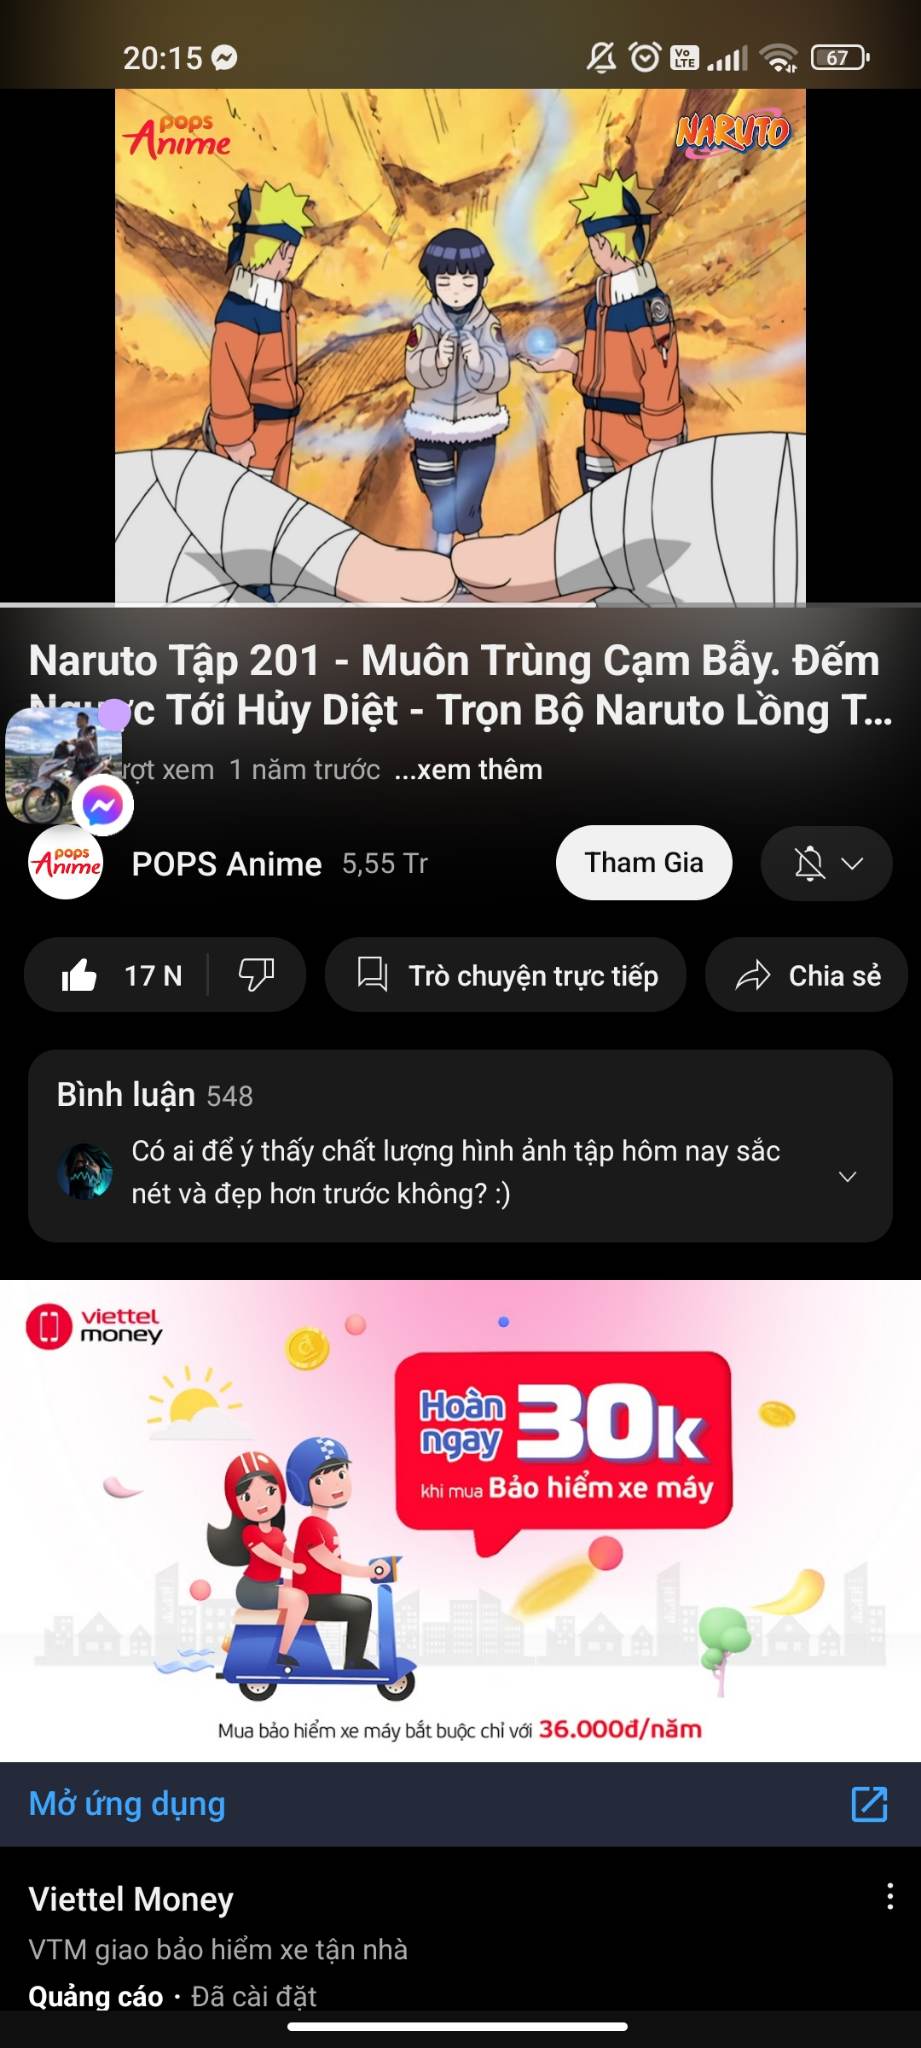 20:15
Vo
LTE
67
pops
Anime
NARUTO
Naruto Tập 201 - Muôn Trùng Cạm Bẫy. Đếm
Tới Hủy Diệt - Trọn Bộ Naruto Lồng T...
xem 1 năm trước ...xem thêm
pops
Anime
POPS Anime 5,55 Tr
Tham Gia
17 N
Trò chuyện trực tiếp
Chia sẻ
Bình luận 548
Có ai để ý thấy chất lượng hình ảnh tập hôm nay sắc
nét và đẹp hơn trước không? :)
viettel
money
Hoàn
ngay
30k
khi mua Bảo hiểm xe máy
Mua bảo hiểm xe máy bắt buộc chỉ với 36.000đ/năm
Mở ứng dụng
Viettel Money
VTM giao bảo hiểm xe tận nhà
Quảng cáo · Đã cài đặt